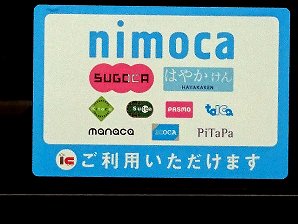 nimoca
SUGOCA はやかけん
HAYAKAKEN
Kitaca Suica PASMO toica
manaca ICOCA PiTaPa
IC ご利用いただけます